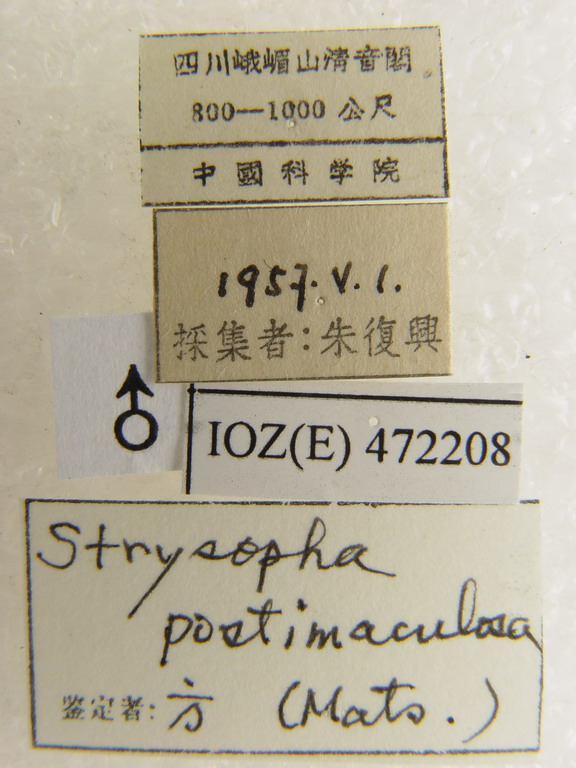 四川峨嵋山清音閣
800—1000 公尺
中國科学院
1957.V.1.
採集者:朱復興
♂
IOZ(E) 472208
Strysopha
postimaculosa
(Mats.)
鉴定者: 方